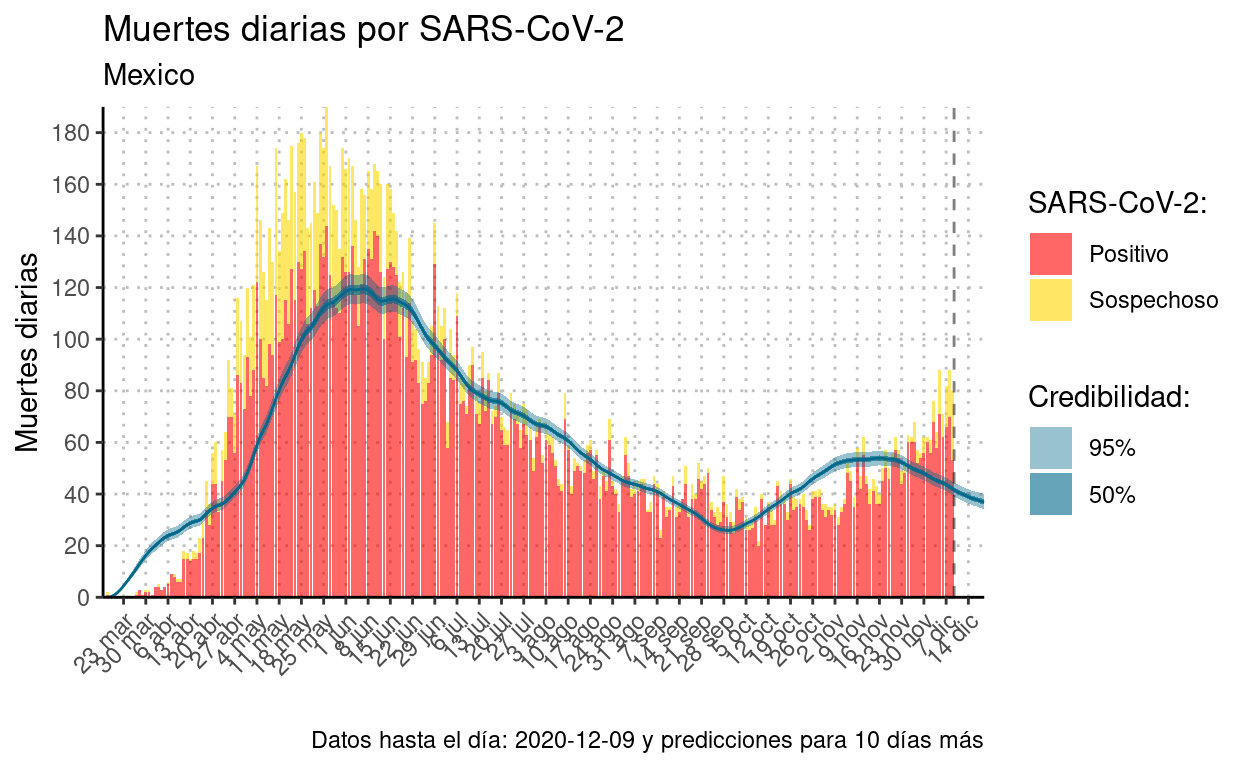 Muertes diarias por SARS-CoV-2
Mexico
Muertes diarias
180
160
140
120
100
80
60
40
20
0
23 mar
30 mar
6 abr
13 abr
20 abr
27 abr
4 may
11 may
18 may
25 may
1 jun
8 jun
15 jun
22 jun
29 jun
6 jul
13 jul
20 jul
27 jul
3 ago
10 ago
17 ago
24 ago
31 ago
7 sep
14 sep
21 sep
28 sep
5 oct
12 oct
19 oct
26 oct
2 nov
9 nov
16 nov
23 nov
30 nov
7 dic
14 dic
SARS-CoV-2:
Positivo
Sospechoso
Credibilidad:
95%
50%
Datos hasta el día: 2020-12-09 y predicciones para 10 días más